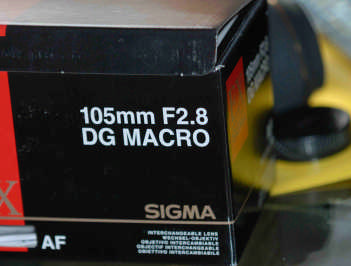 105mm F2.8
DG MACRO
X
SIGMA
INTERCHANGEABLE LENS
WECHSEL-OBJEKTIV
OBJETIVO INTERCAMBIABLE
OBJECTIF INTERCHANGEABLE
OBIETTIVO INTERCAMBIABILE
AF